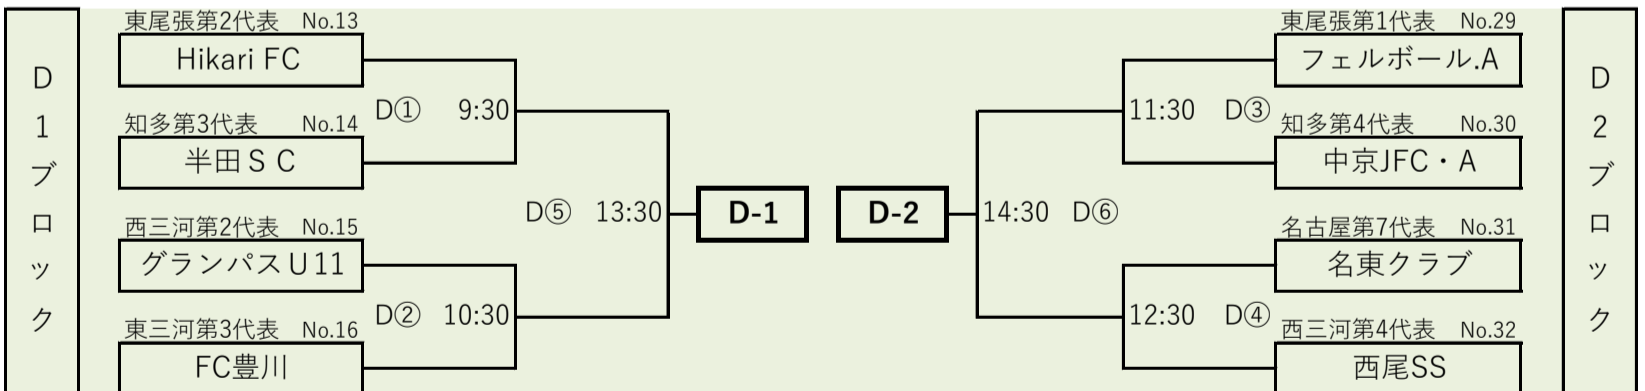 D1ブロック
東尾張第2代表 No.13
Hikari FC
D① 9:30
知多第3代表 No.14
半田ＳＣ
D⑤ 13:30
D-1
西三河第2代表 No.15
グランパスU11
D② 10:30
東三河第3代表 No.16
FC豊川
東尾張第1代表 No.29
フェルボール.A
11:30 D③
知多第4代表 No.30
中京JFC・A
D-2
14:30 D⑥
名古屋第7代表 No.31
名東クラブ
12:30 D④
西三河第4代表 No.32
西尾SS
D2ブロック